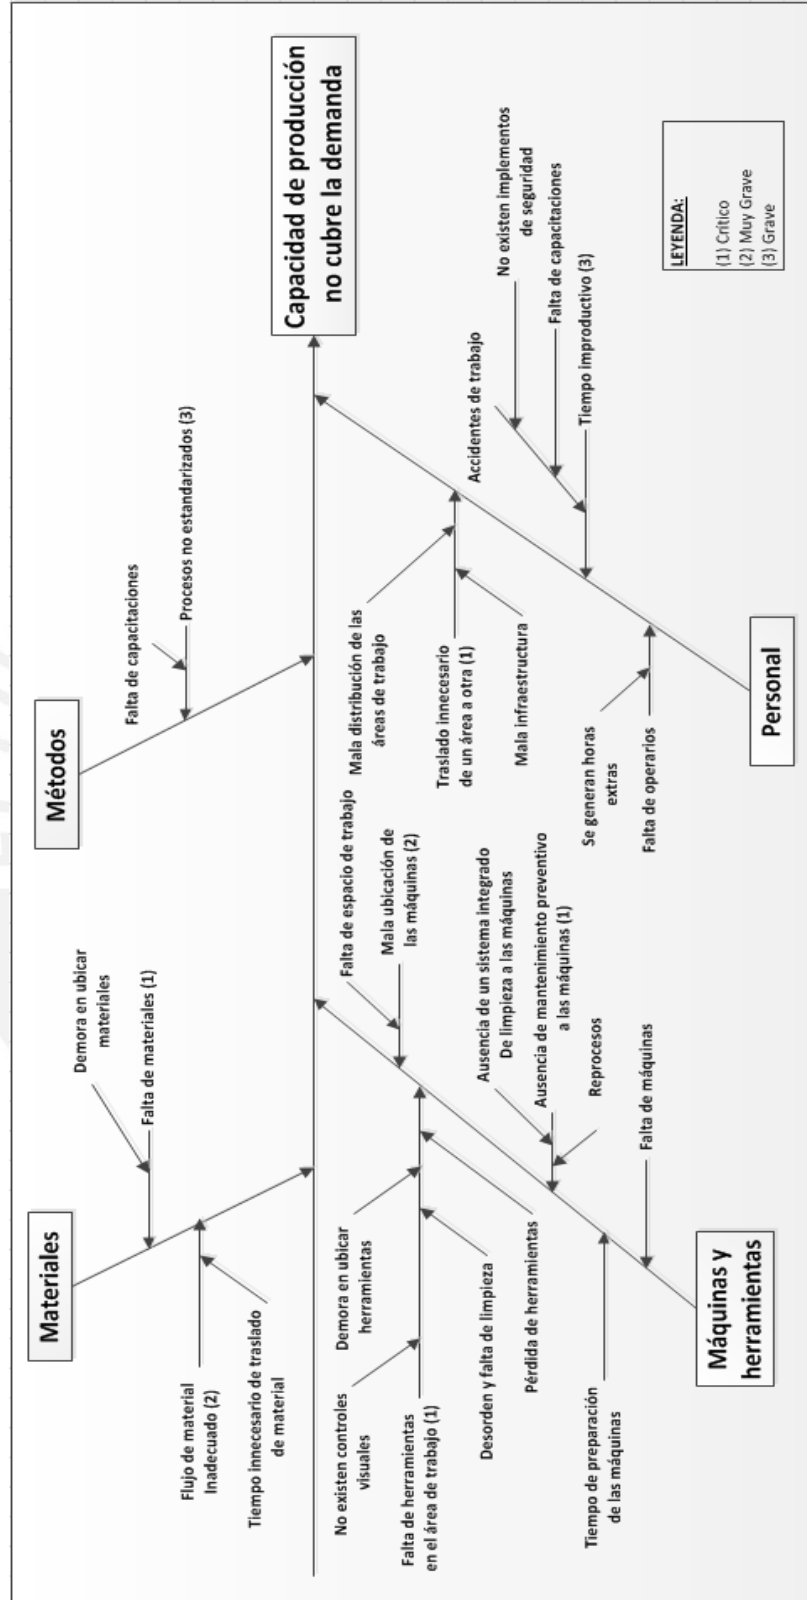 Materiales
Métodos
Demora en ubicar
materiales
Falta de materiales (1)
Flujo de material
Inadecuado (2)
Tiempo innecesario de traslado
de material
Falta de capacitaciones
Procesos no estandarizados (3)
Capacidad de producción
no cubre la demanda
No existen controles
visuales
Demora en ubicar
herramientas
Falta de herramientas
en el área de trabajo (1)
Desorden y falta de limpieza
Pérdida de herramientas
Falta de espacio de trabajo
Mala ubicación de
las máquinas (2)
Ausencia de un sistema integrado
De limpieza a las máquinas
Ausencia de mantenimiento preventivo
a las máquinas (1)
Reprocesos
Tiempo de preparación
de las máquinas
Falta de máquinas
Máquinas y
herramientas
Mala distribución de las
áreas de trabajo
Traslado innecesario
de un área a otra (1)
Mala infraestructura
Accidentes de trabajo
No existen implementos
de seguridad
Falta de capacitaciones
Tiempo improductivo (3)
Se generan horas
extras
Falta de operarios
Personal
LEYENDA:
(1) Crítico
(2) Muy Grave
(3) Grave